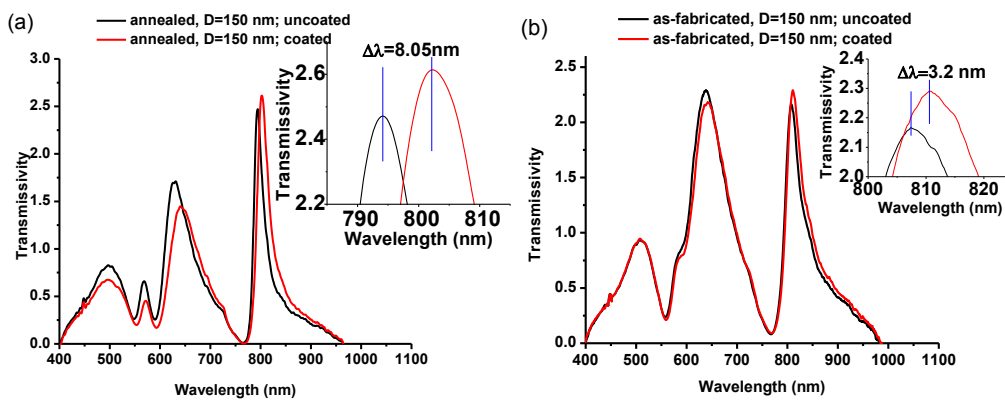 (a)
annealed, D=150 nm; uncoated
annealed, D=150 nm; coated
3.0
2.5
2.0
1.5
1.0
0.5
0.0
Transmissivity
400 500 600 700 800 900 1000 1100
Wavelength (nm)
Δλ=8.05nm
2.6
2.4
2.2
Transmissivity
790 800 810
Wavelength (nm)
(b)
as-fabricated, D=150 nm; uncoated
as-fabricated, D=150 nm; coated
2.5
2.0
1.5
1.0
0.5
0.0
Transmissivity
400 500 600 700 800 900 1000 1100
Wavelength (nm)
Δλ=3.2 nm
2.4
2.3
2.2
2.1
2.0
Transmissivity
800 810 820
Wavelength (nm)